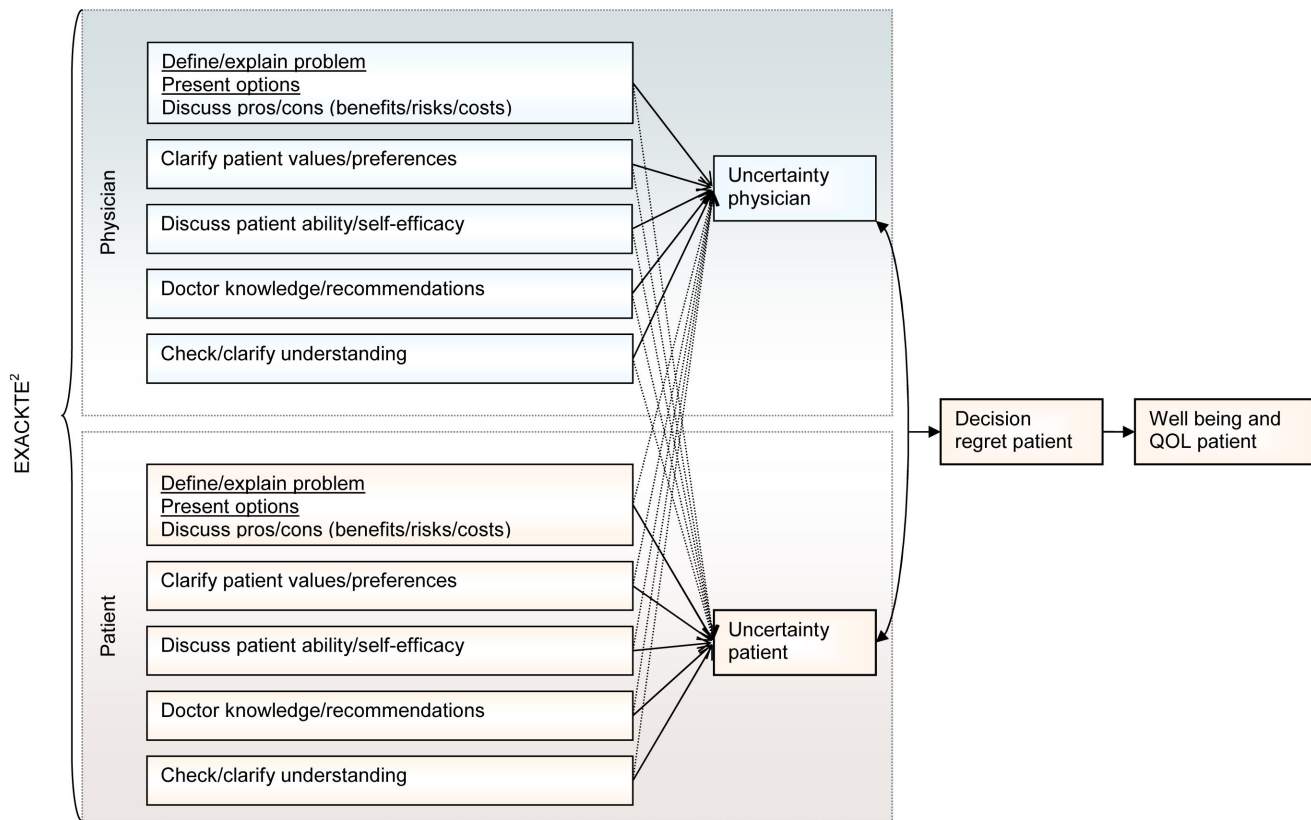 EXACKTE²
Physician
Define/explain problem
Present options
Discuss pros/cons (benefits/risks/costs)
Clarify patient values/preferences
Discuss patient ability/self-efficacy
Doctor knowledge/recommendations
Check/clarify understanding
Uncertainty
physician
Patient
Define/explain problem
Present options
Discuss pros/cons (benefits/risks/costs)
Clarify patient values/preferences
Discuss patient ability/self-efficacy
Doctor knowledge/recommendations
Check/clarify understanding
Uncertainty
patient
Decision
regret patient
Well being and
QOL patient